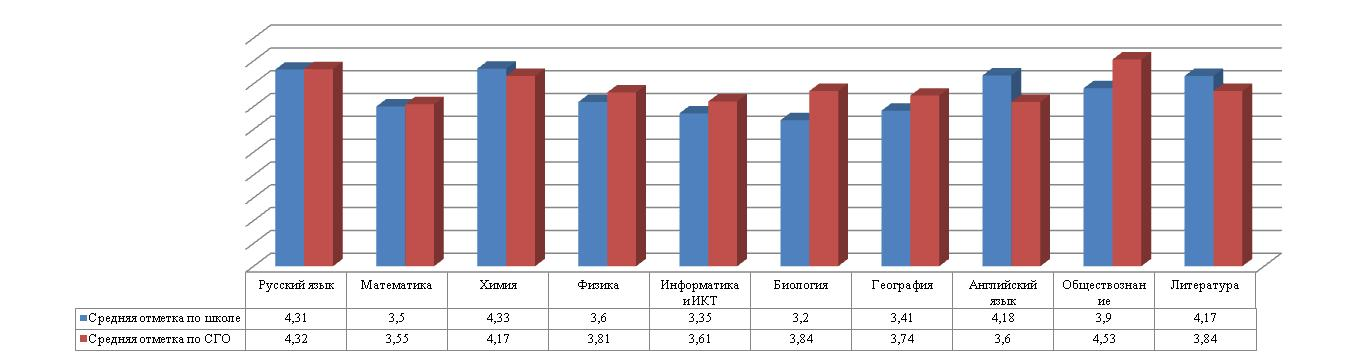 Русский язык Математика Химия Физика Информатика и ИКТ Биология География Английский язык Обществознан ие Литература
Средняя отметка по школе 4,31 3,5 4,33 3,6 3,35 3,2 3,41 4,18 3,9 4,17
Средняя отметка по СГО 4,32 3,55 4,17 3,81 3,61 3,84 3,74 3,6 4,53 3,84